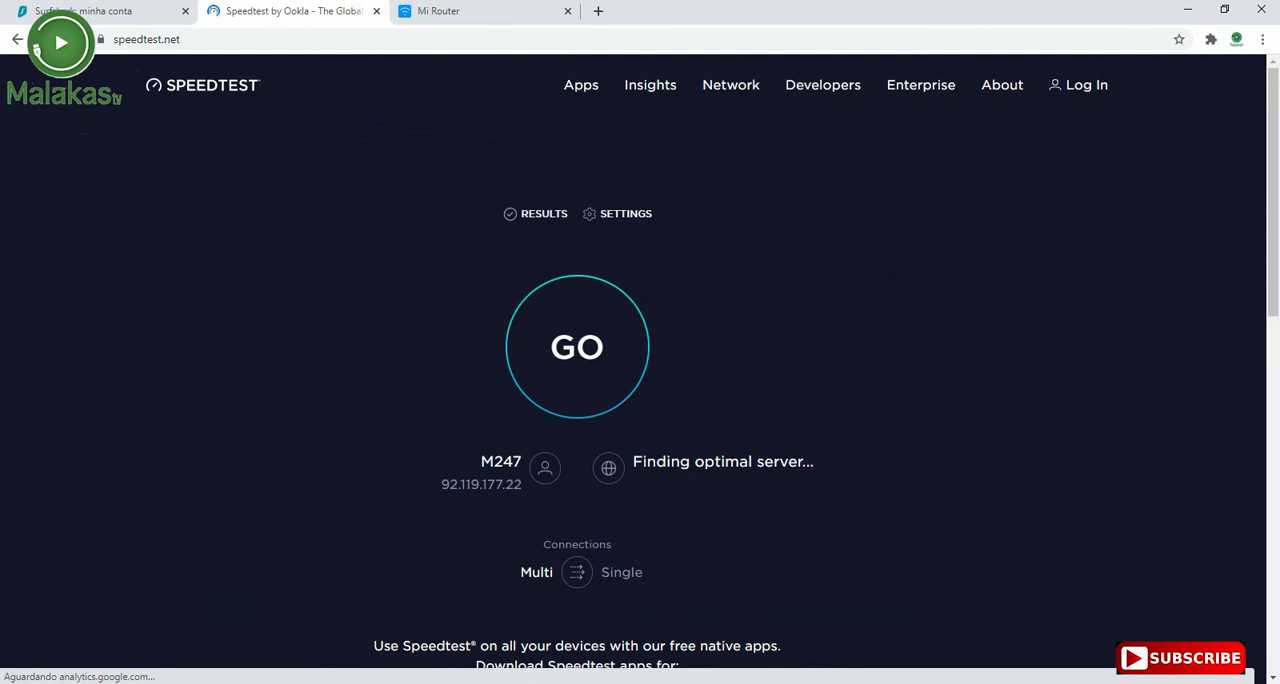 Surfshark: minha conta
Speedtest by Ookla - The Global
Mi Router
speedtest.net
Malakas tv
SPEEDTEST
Apps
Insights
Network
Developers
Enterprise
About
Log In
RESULTS
SETTINGS
GO
M247
92.119.177.22
Finding optimal server...
Connections
Multi
Single
Use Speedtest® on all your devices with our free native apps.
Download Speedtest apps for:
SUBSCRIBE
Aguardando analytics.google.com...